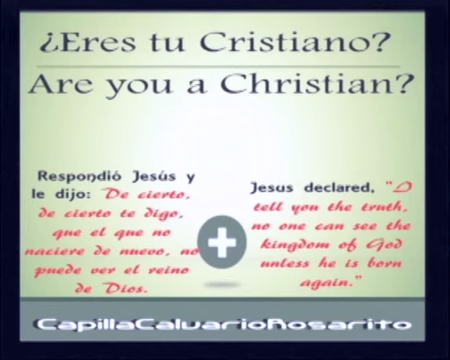 ¿Eres tu Cristiano?
Are you a Christian?
Respondió Jesús y
le dijo: De cierto,
de cierto te digo,
que el que no
naciere de nuevo, no
puede ver el reino
de Dios.
Jesus declared, "I
tell you the truth,
no one can see the
kingdom of God
unless he is born
again."
CapillaCalvarioRosarito